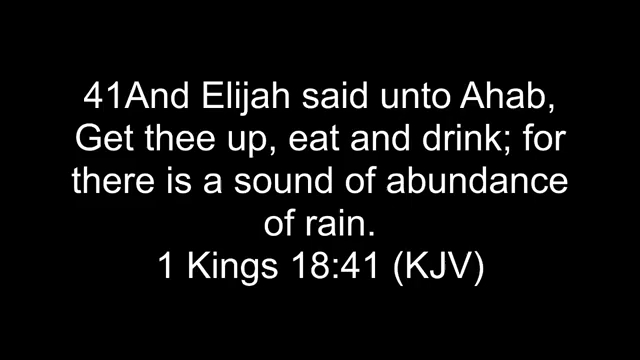 41And Elijah said unto Ahab,
Get thee up, eat and drink; for
there is a sound of abundance
of rain.
1 Kings 18:41 (KJV)